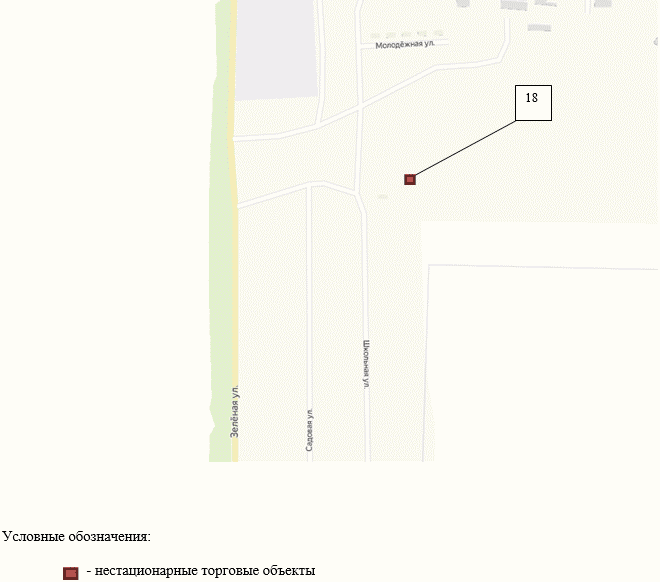 Молодёжная ул.
18
Школьная ул.
Зелёная ул.
Садовая ул.
Условные обозначения:
- нестационарные торговые объекты